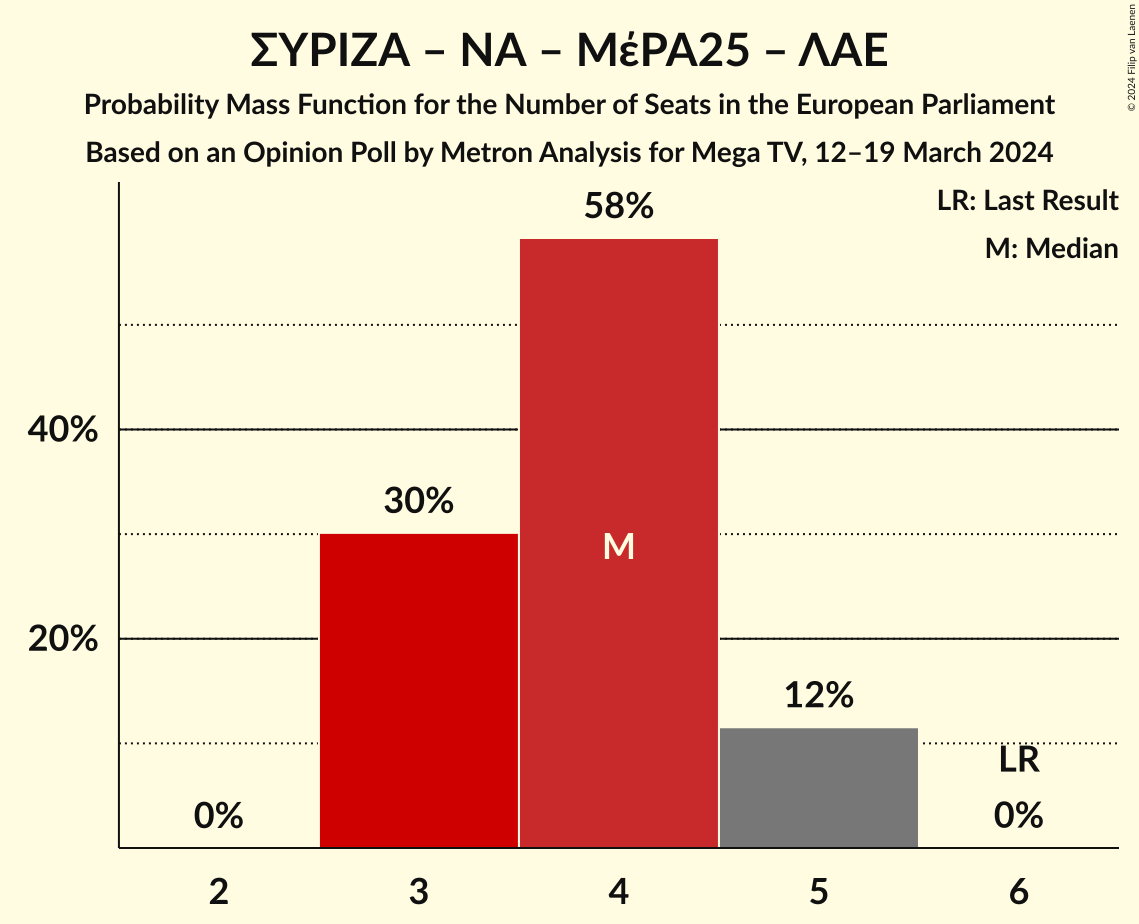 ΣΥΡΙΖΑ – ΝΑ – ΜέΡΑ25 – ΛΑΕ
Probability Mass Function for the Number of Seats in the European Parliament
Based on an Opinion Poll by Metron Analysis for Mega TV, 12–19 March 2024
© 2024 Filip van Laenen
LR: Last Result
M: Median
58%
40%
30%
M
20%
12%
LR
0%
0%
2 3 4 5 6